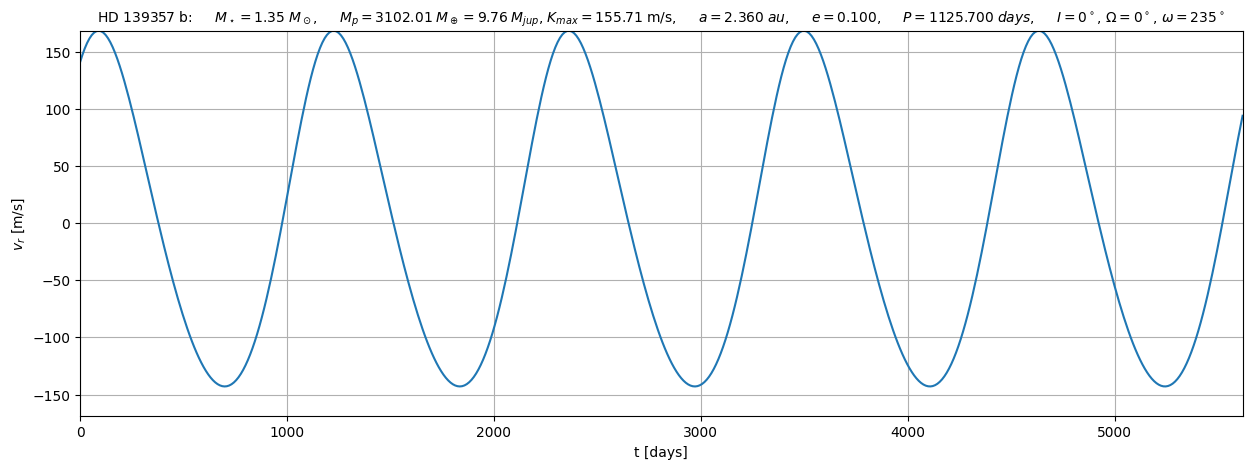 HD 139357 b: M⋆ = 1.35 M⊙, Mp = 3102.01 M⊕ = 9.76 Mjup, Kmax = 155.71 m/s, a = 2.360 au, e = 0.100, P = 1125.700 days, I = 0°, Ω = 0°, ω = 235°
150
100
50
0
−50
−100
−150
vr [m/s]
0 1000 2000 3000 4000 5000
t [days]